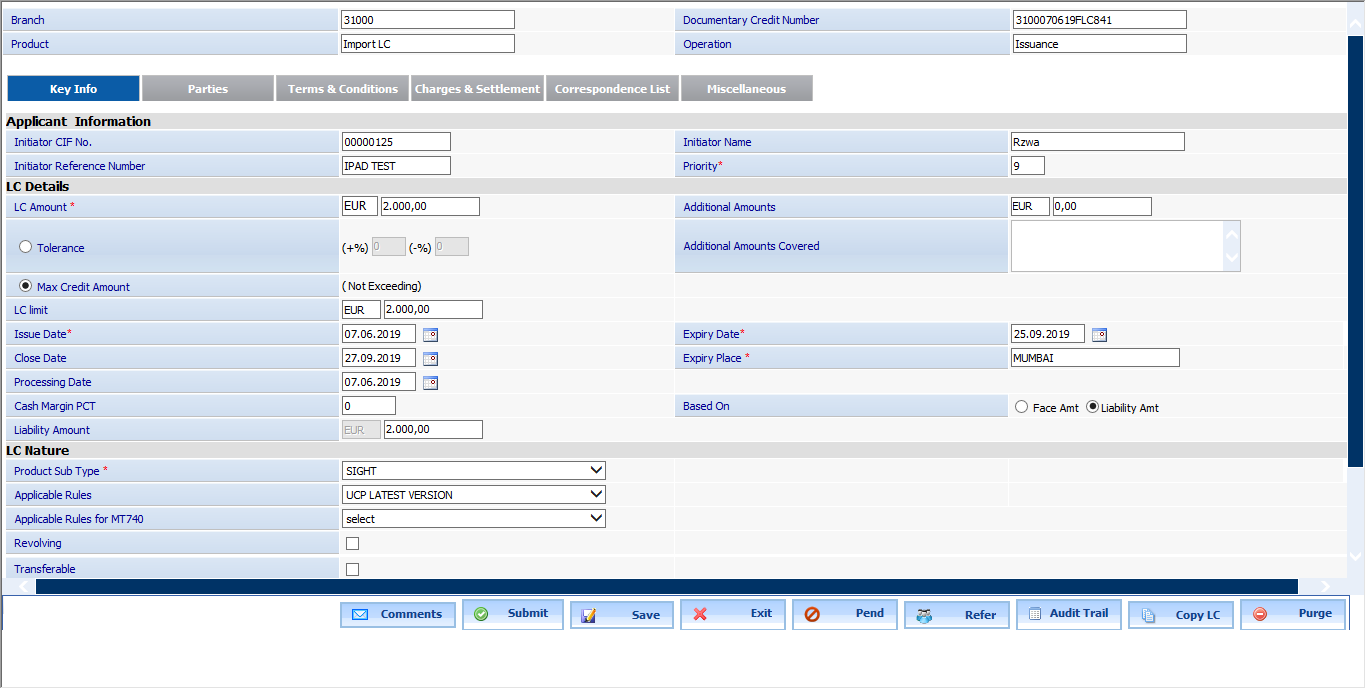 Branch 31000 Documentary Credit Number 3100070619FLC841
Product Import LC Operation Issuance
Key Info Parties Terms & Conditions Charges & Settlement Correspondence List Miscellaneous
Applicant Information
Initiator CIF No. 00000125 Initiator Name Rzwa
Initiator Reference Number IPAD TEST Priority* 9
LC Details
LC Amount * EUR 2.000,00 Additional Amounts EUR 0,00
Tolerance (+%) 0 (-%) 0 Additional Amounts Covered
Max Credit Amount ( Not Exceeding)
LC limit EUR 2.000,00
Issue Date* 07.06.2019 Expiry Date* 25.09.2019
Close Date 27.09.2019 Expiry Place * MUMBAI
Processing Date 07.06.2019
Cash Margin PCT 0 Based On Face Amt Liability Amt
Liability Amount EUR 2.000,00
LC Nature
Product Sub Type * SIGHT
Applicable Rules UCP LATEST VERSION
Applicable Rules for MT740 select
Revolving
Transferable
Comments Submit Save Exit Pend Refer Audit Trail Copy LC Purge